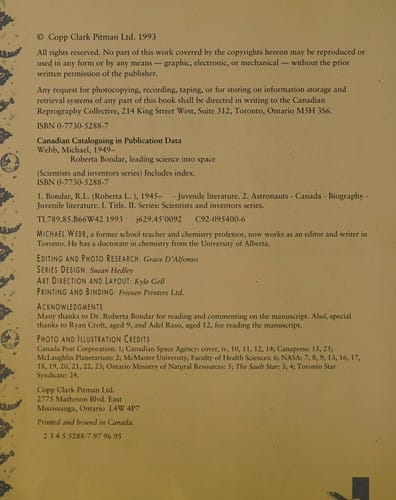 © Copp Clark Pitman Ltd. 1993
All rights reserved. No part of this work covered by the copyrights hereon may be reproduced or
used in any form or by any means — graphic, electronic, or mechanical — without the prior
written permission of the publisher.
Any request for photocopying, recording, taping, or for storing on information storage and
retrieval systems of any part of this book shall be directed in writing to the Canadian
Reprography Collective, 214 King Street West, Suite 312, Toronto, Ontario M5H 3S6.
ISBN 0-7730-5288-7
Canadian Cataloguing in Publication Data
Webb, Michael, 1949–
Roberta Bondar, leading science into space
(Scientists and inventors series) Includes index.
ISBN 0-7730-5288-7
1. Bondar, R.L. (Roberta L. ), 1945– - Juvenile literature. 2. Astronauts - Canada - Biography -
Juvenile literature. I. Title. II. Series: Scientists and inventors series.
TL789.85.B66W42 1993 j629.45'0092 C92-095400-6
MICHAEL WEBB, a former school teacher and chemistry professor, now works as an editor and writer in
Toronto. He has a doctorate in chemistry from the University of Alberta.
EDITING AND PHOTO RESEARCH: Grace D'Alfonso
SERIES DESIGN: Susan Hedley
ART DIRECTION AND LAYOUT: Kyle Gell
PRINTING AND BINDING: Friesen Printers Ltd.
ACKNOWLEDGMENTS
Many thanks to Dr. Roberta Bondar for reading and commenting on the manuscript. Also, special
thanks to Ryan Croft, aged 9, and Adel Raso, aged 12, for reading the manuscript.
PHOTO AND ILLUSTRATION CREDITS
Canada Post Corporation: 1; Canadian Space Agency: cover, iv, 10, 11, 12, 14; Canapress: 15, 25;
McLaughlin Planetarium: 2; McMaster University, Faculty of Health Sciences: 6; NASA: 7, 8, 9, 13, 16, 17,
18, 19, 20, 21, 22, 23; Ontario Ministry of Natural Resources: 5; The Sault Star: 3, 4; Toronto Star
Syndicate: 24.
Copp Clark Pitman Ltd.
2775 Matheson Blvd. East
Mississauga, Ontario L4W 4P7
Printed and bound in Canada.
2 3 4 5 5288-7 97 96 95